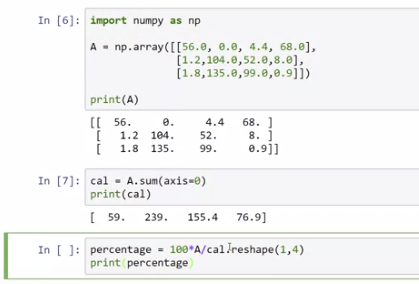 In [6]: import numpy as np
A = np.array([[56.0, 0.0, 4.4, 68.0],
[1.2,104.0,52.0,8.0],
[1.8,135.0,99.0,0.9]])
print(A)
[[ 56. 0. 4.4 68. ]
[ 1.2 104. 52. 8. ]
[ 1.8 135. 99. 0.9]]
In [7]: cal = A.sum(axis=0)
print(cal)
[ 59. 239. 155.4 76.9]
In [ ]: percentage = 100*A/cal.reshape(1,4)
print(percentage)